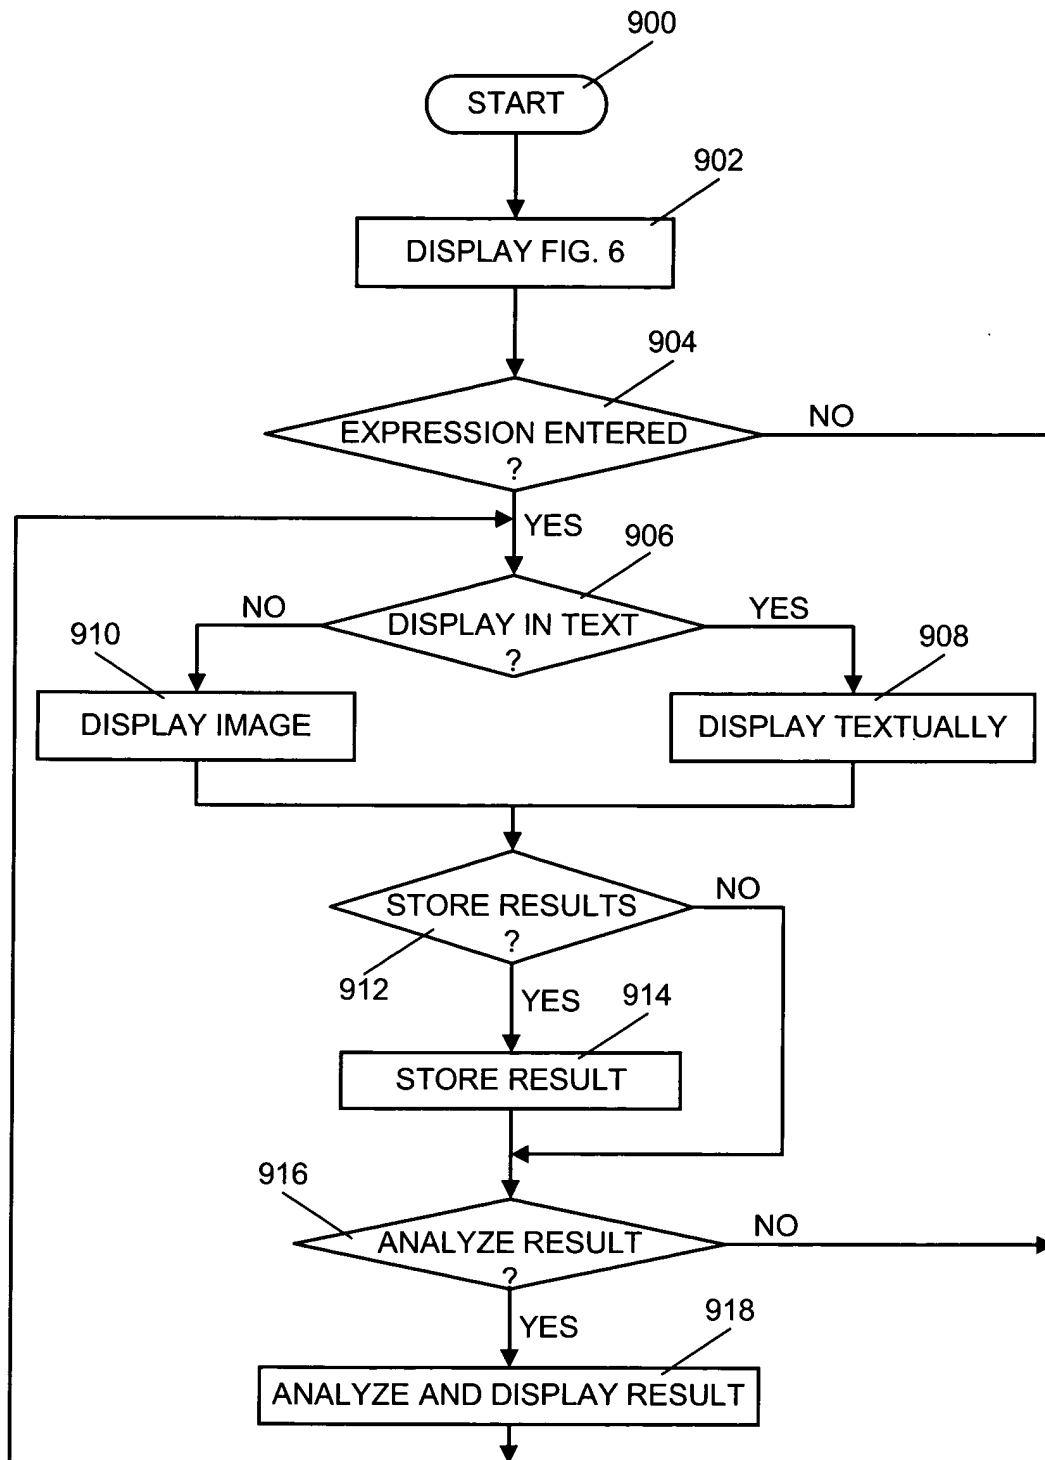 900
START
902
DISPLAY FIG. 6
904
EXPRESSION ENTERED
?
NO
YES
906
DISPLAY IN TEXT
?
NO
YES
910
908
DISPLAY IMAGE
DISPLAY TEXTUALLY
STORE RESULTS
?
NO
912
YES
914
STORE RESULT
916
ANALYZE RESULT
?
NO
YES
918
ANALYZE AND DISPLAY RESULT